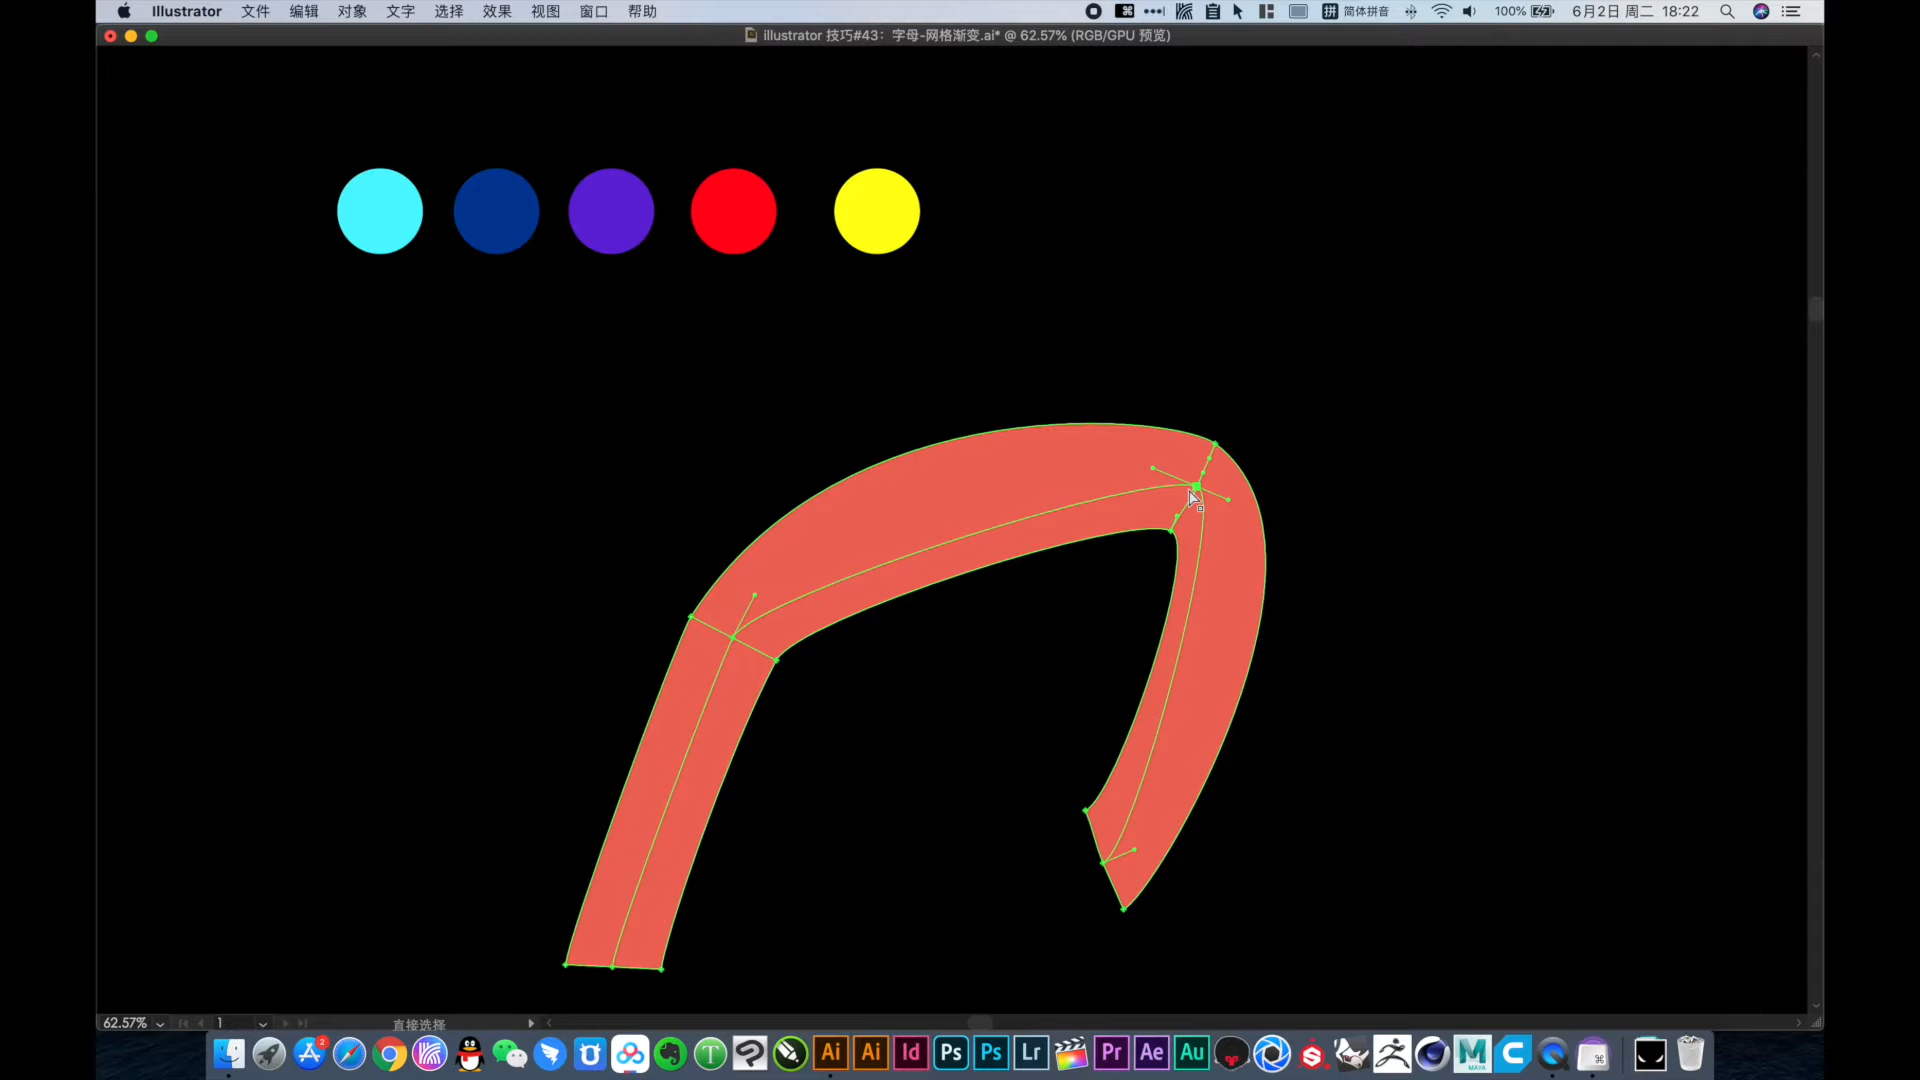 Illustrator 文件 编辑 对象 文字 选择 效果 视图 窗口 帮助 拼 简体拼音 100% 6月2日 周二 18:22
illustrator 技巧#43：字母-网格渐变.ai* @ 62.57% (RGB/GPU 预览)
62.57% 1 直接选择
2 T Ai Ai Id Ps Ps Lr Pr Ae Au M MAYA C